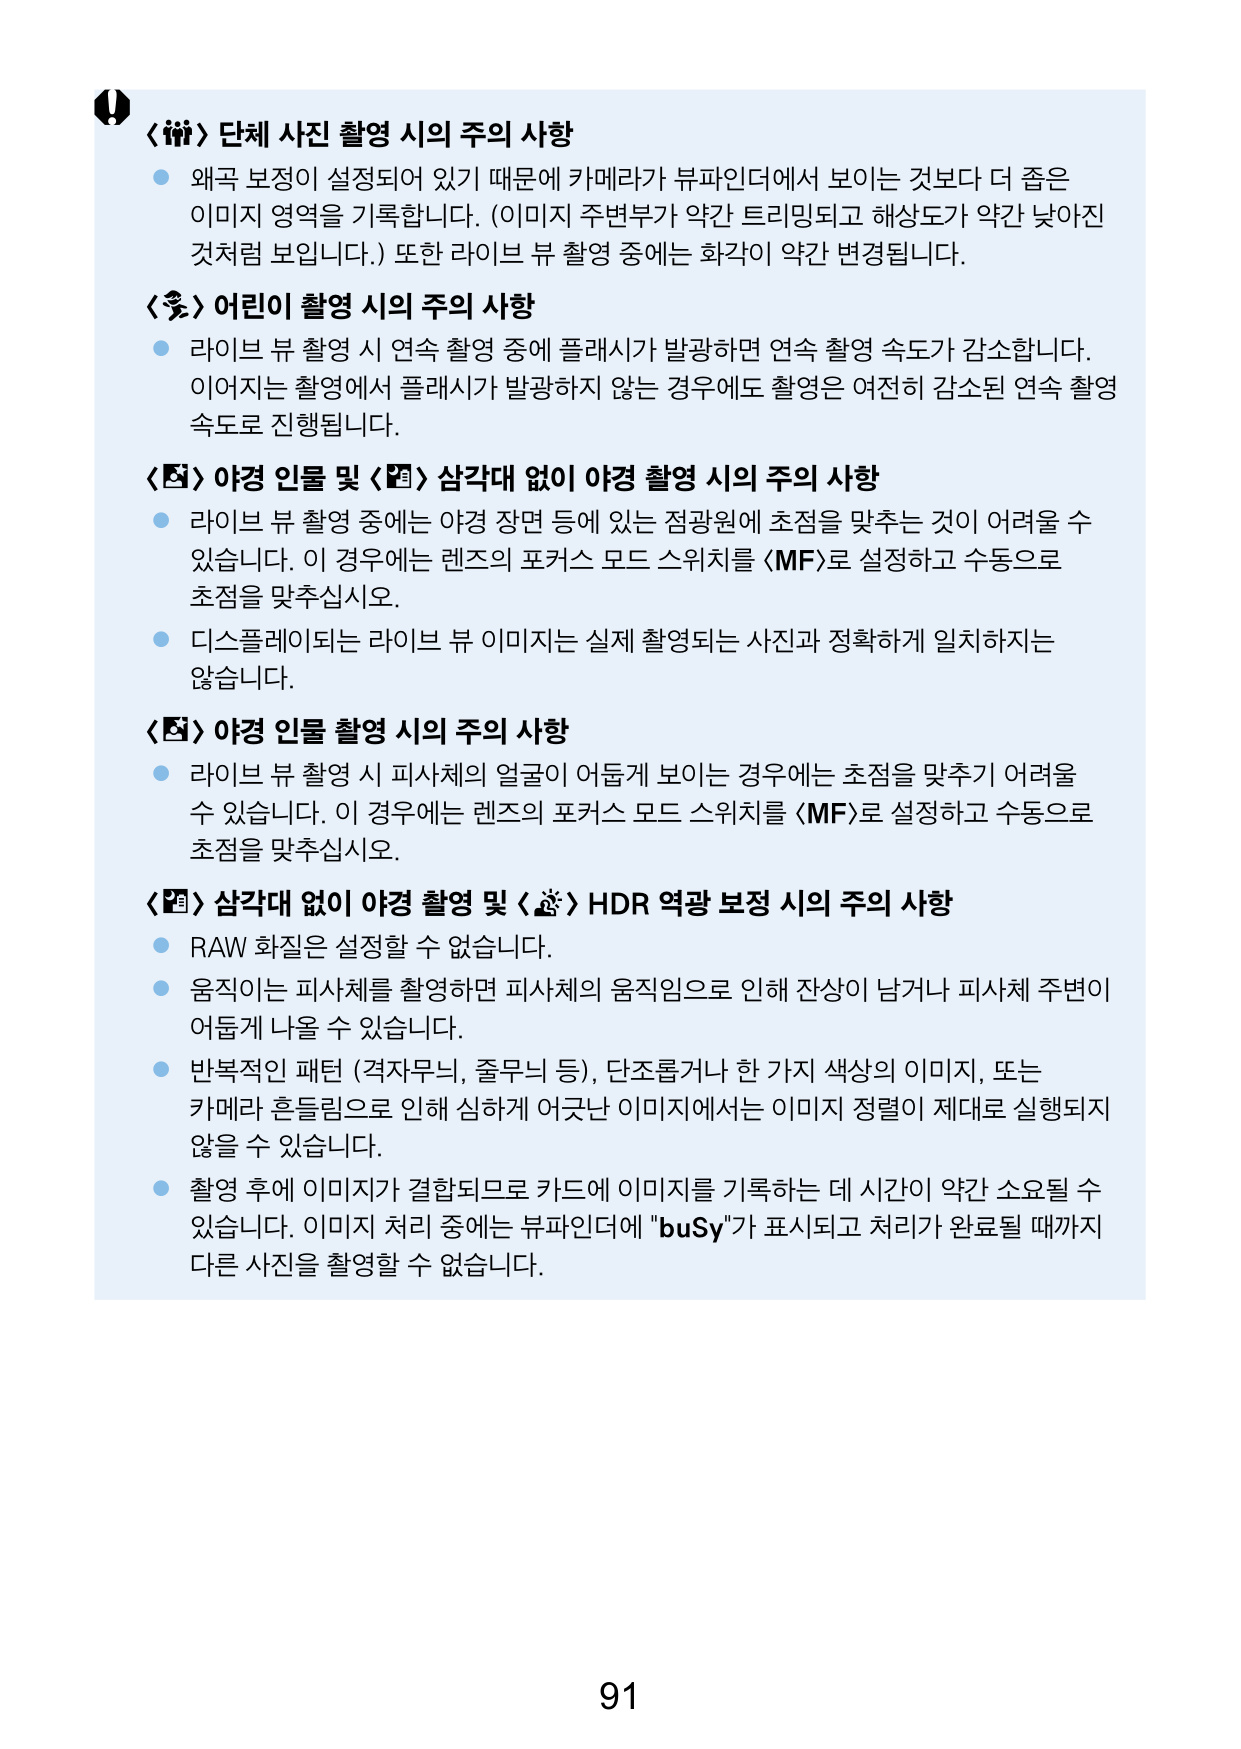 〈 〉 단체 사진 촬영 시의 주의 사항
● 왜곡 보정이 설정되어 있기 때문에 카메라가 뷰파인더에서 보이는 것보다 더 좁은
이미지 영역을 기록합니다. (이미지 주변부가 약간 트리밍되고 해상도가 약간 낮아진
것처럼 보입니다.) 또한 라이브 뷰 촬영 중에는 화각이 약간 변경됩니다.
〈 〉 어린이 촬영 시의 주의 사항
● 라이브 뷰 촬영 시 연속 촬영 중에 플래시가 발광하면 연속 촬영 속도가 감소합니다.
이어지는 촬영에서 플래시가 발광하지 않는 경우에도 촬영은 여전히 감소된 연속 촬영
속도로 진행됩니다.
〈 〉 야경 인물 및 〈 〉 삼각대 없이 야경 촬영 시의 주의 사항
● 라이브 뷰 촬영 중에는 야경 장면 등에 있는 점광원에 초점을 맞추는 것이 어려울 수
있습니다. 이 경우에는 렌즈의 포커스 모드 스위치를 〈MF〉로 설정하고 수동으로
초점을 맞추십시오.
● 디스플레이되는 라이브 뷰 이미지는 실제 촬영되는 사진과 정확하게 일치하지는
않습니다.
〈 〉 야경 인물 촬영 시의 주의 사항
● 라이브 뷰 촬영 시 피사체의 얼굴이 어둡게 보이는 경우에는 초점을 맞추기 어려울
수 있습니다. 이 경우에는 렌즈의 포커스 모드 스위치를 〈MF〉로 설정하고 수동으로
초점을 맞추십시오.
〈 〉 삼각대 없이 야경 촬영 및 〈 〉 HDR 역광 보정 시의 주의 사항
● RAW 화질은 설정할 수 없습니다.
● 움직이는 피사체를 촬영하면 피사체의 움직임으로 인해 잔상이 남거나 피사체 주변이
어둡게 나올 수 있습니다.
● 반복적인 패턴 (격자무늬, 줄무늬 등), 단조롭거나 한 가지 색상의 이미지, 또는
카메라 흔들림으로 인해 심하게 어긋난 이미지에서는 이미지 정렬이 제대로 실행되지
않을 수 있습니다.
● 촬영 후에 이미지가 결합되므로 카드에 이미지를 기록하는 데 시간이 약간 소요될 수
있습니다. 이미지 처리 중에는 뷰파인더에 "buSy"가 표시되고 처리가 완료될 때까지
다른 사진을 촬영할 수 없습니다.
91